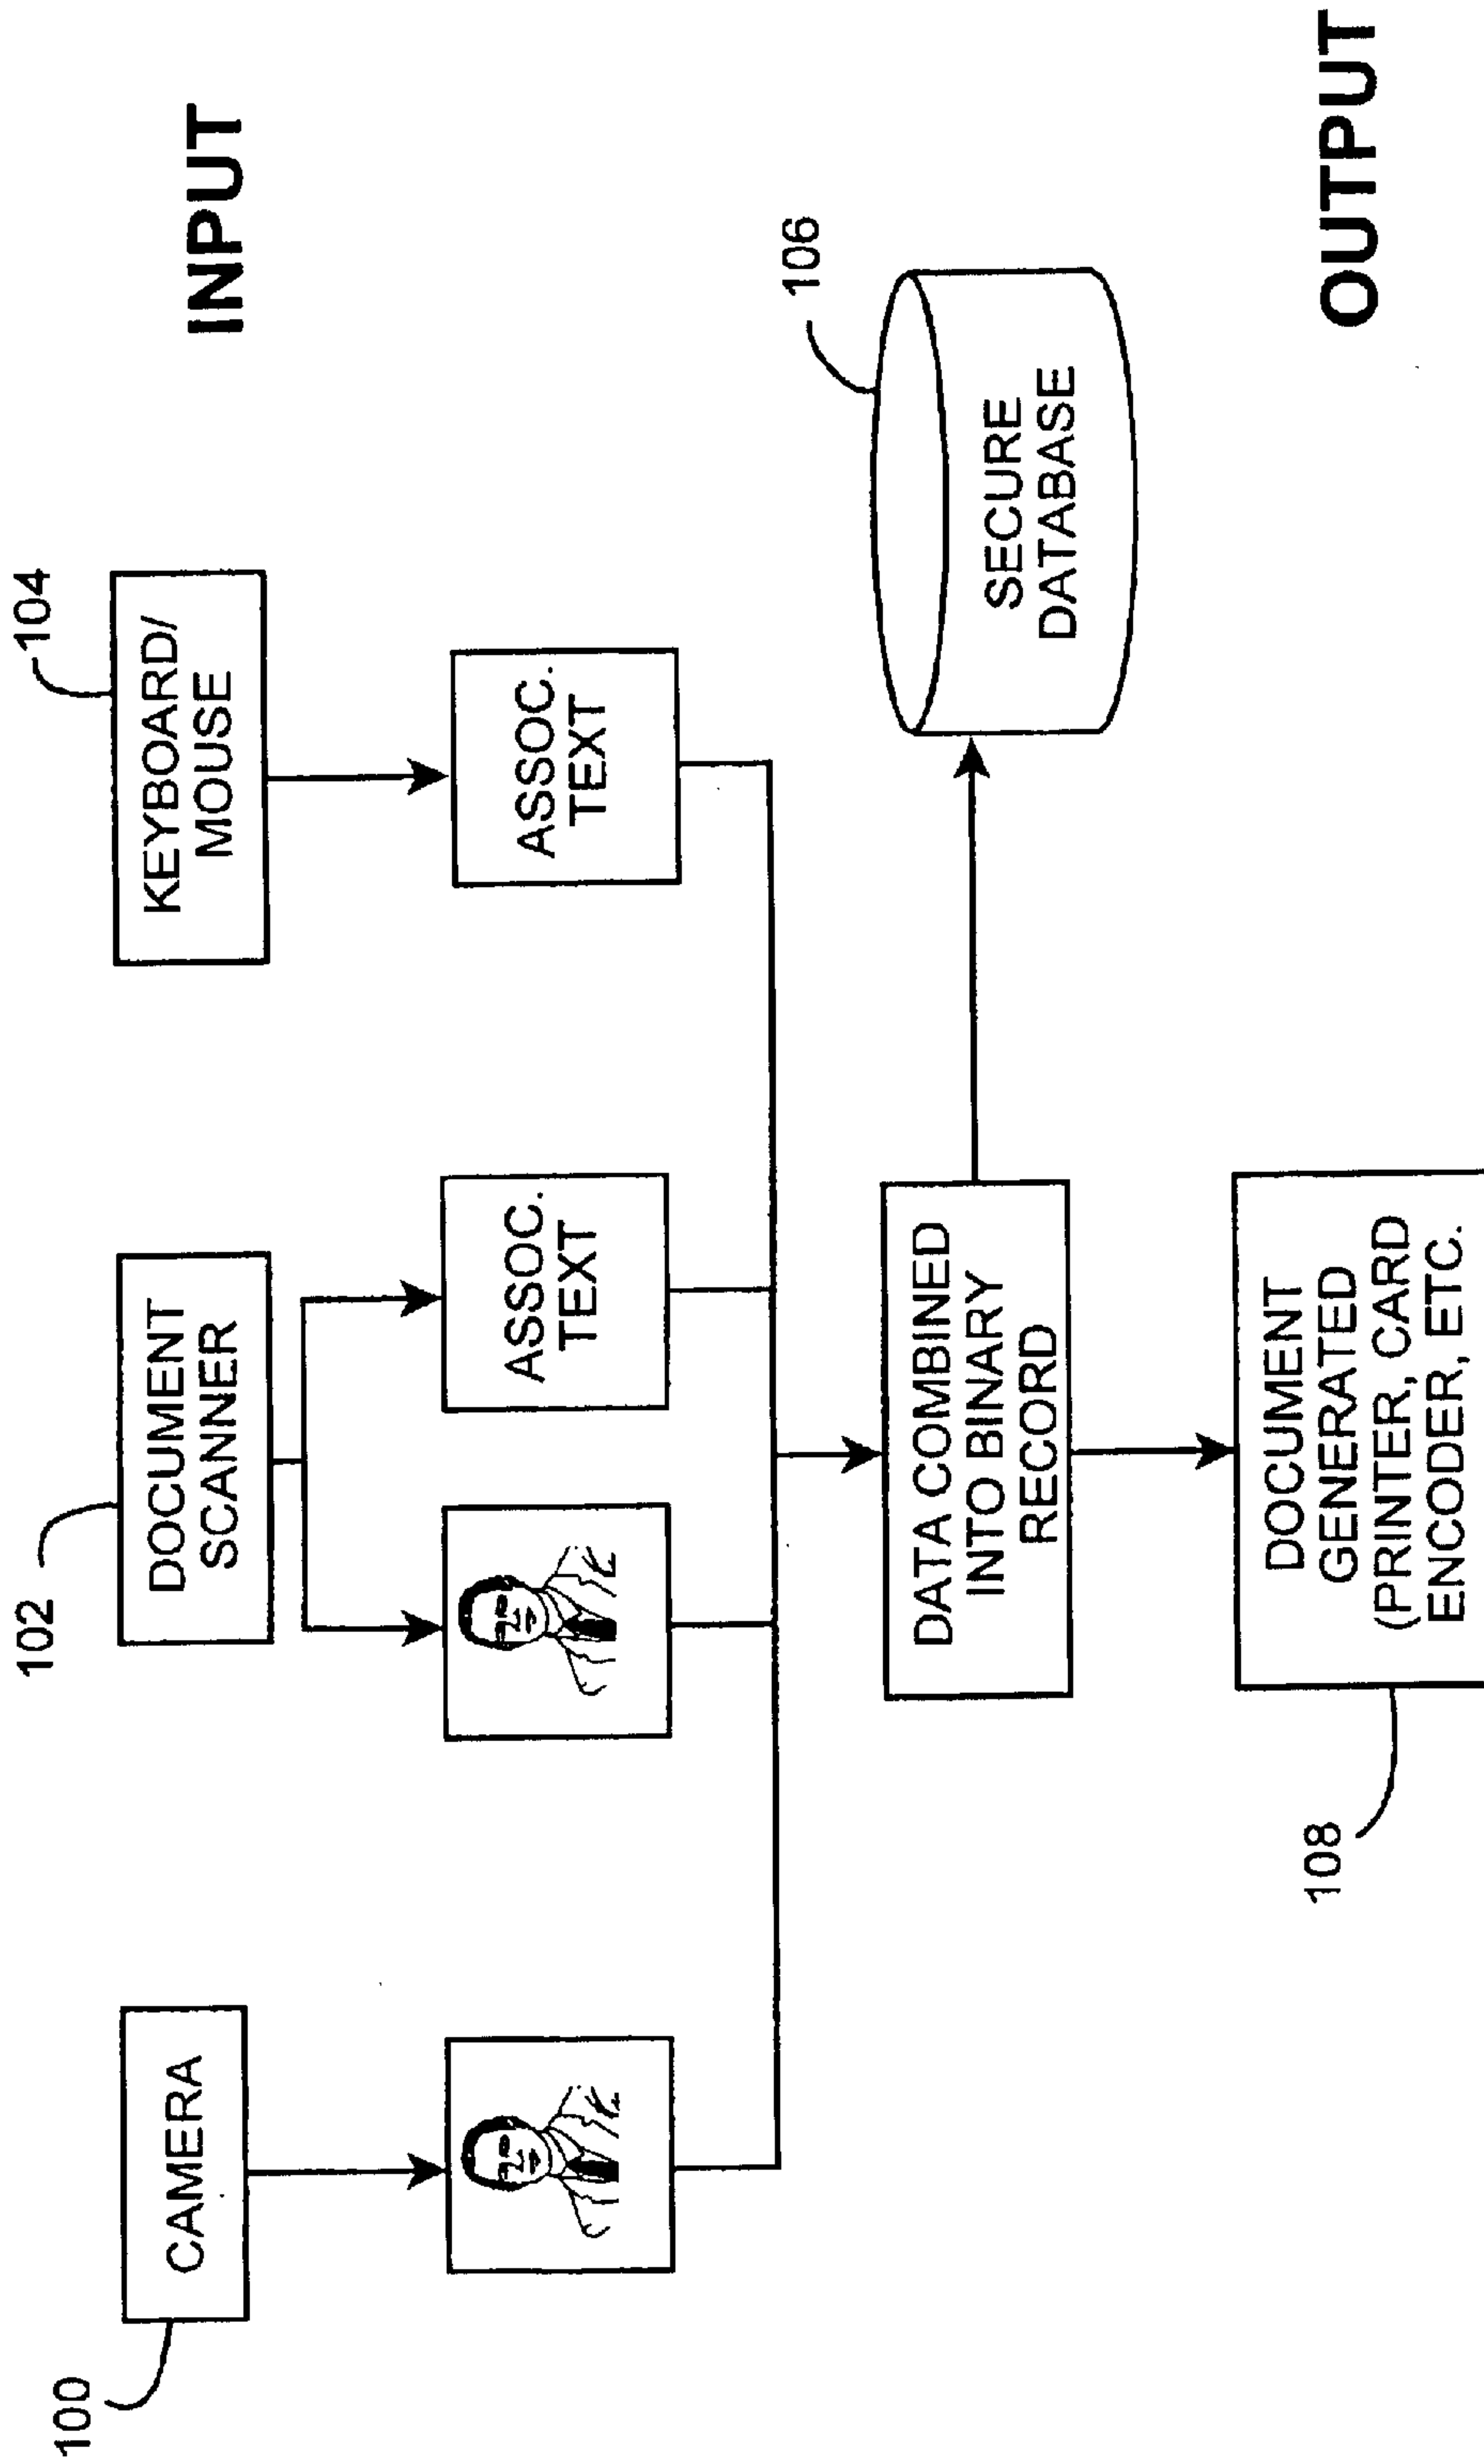 INPUT
100
CAMERA
102
DOCUMENT
SCANNER
104
KEYBOARD/
MOUSE
ASSOC.
TEXT
ASSOC.
TEXT
DATA COMBINED
INTO BINARY
RECORD
106
SECURE
DATABASE
108
DOCUMENT
GENERATED
(PRINTER, CARD
ENCODER, ETC.
OUTPUT